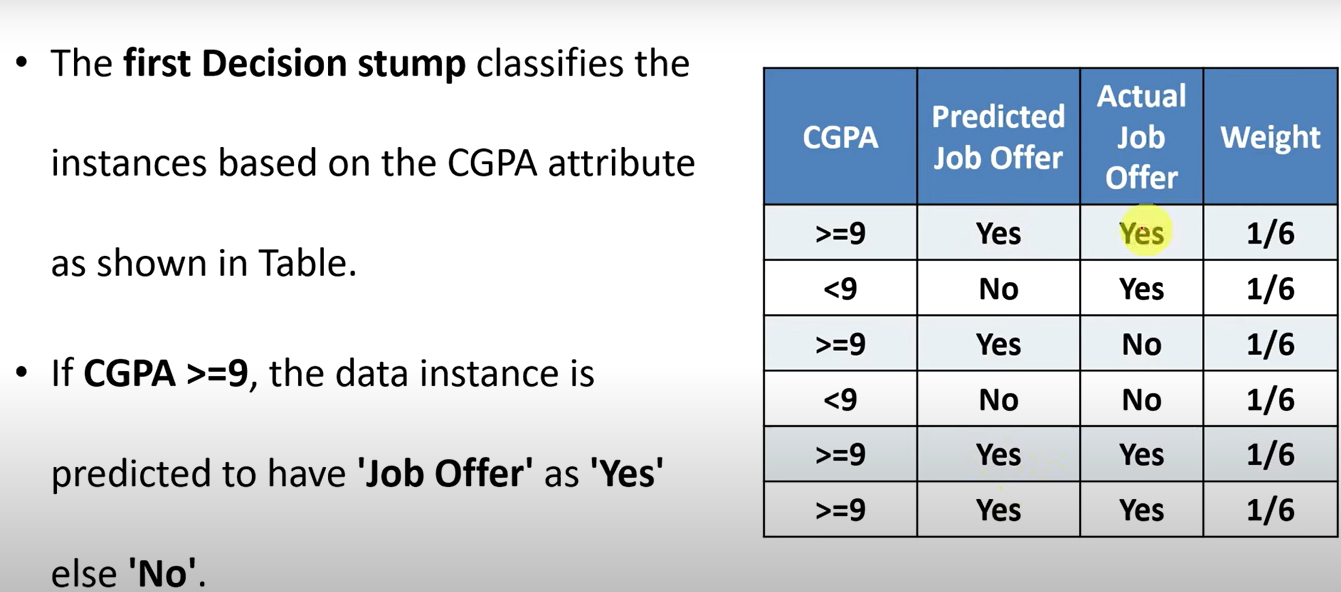 • The first Decision stump classifies the
instances based on the CGPA attribute
as shown in Table.
• If CGPA >=9, the data instance is
predicted to have 'Job Offer' as 'Yes'
else 'No'.
CGPA Predicted Job Offer Actual Job Offer Weight
>=9 Yes Yes 1/6
<9 No Yes 1/6
>=9 Yes No 1/6
<9 No No 1/6
>=9 Yes Yes 1/6
>=9 Yes Yes 1/6